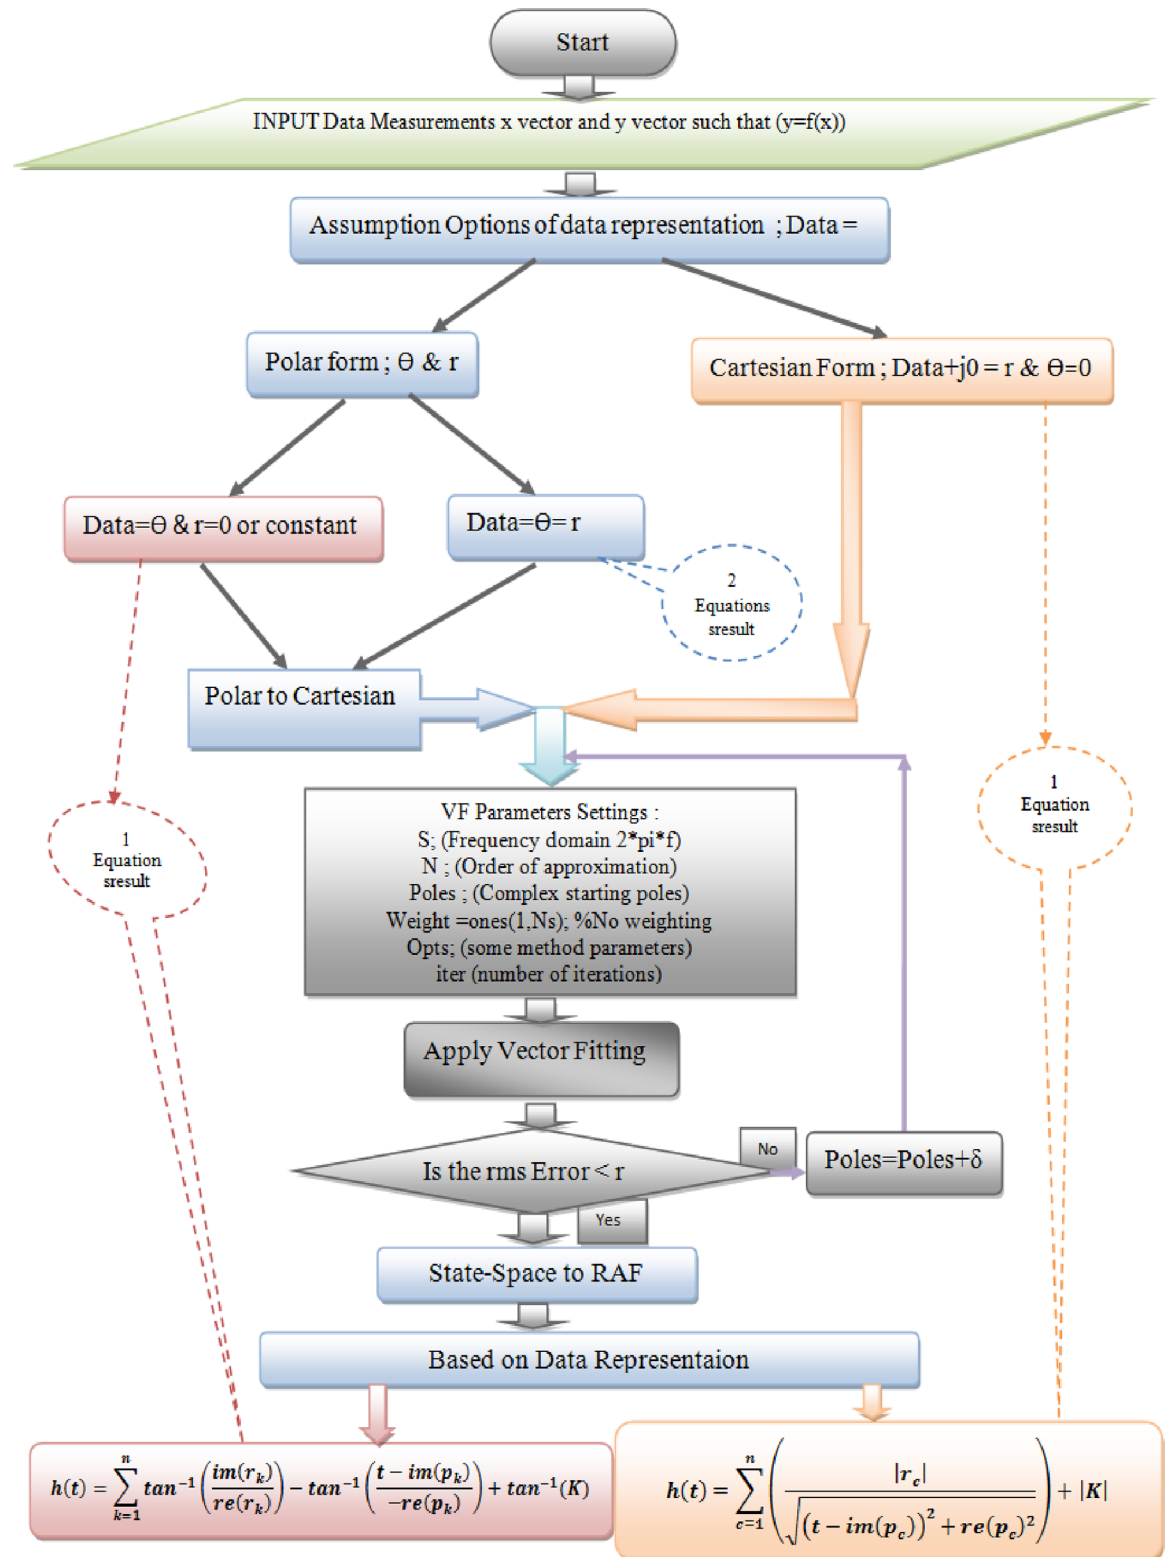 Start
INPUT Data Measurements x vector and y vector such that (y=f(x))
Assumption Options of data representation ; Data =
Polar form ; Ө & r
Cartesian Form ; Data+j0 = r & Ө=0
Data=Ө & r=0 or constant
Data=Ө= r
2
Equations
sresult
Polar to Cartesian
1
Equation
sresult
1
Equation
sresult
VF Parameters Settings :
S; (Frequency domain 2*pi*f)
N ; (Order of approximation)
Poles ; (Complex starting poles)
Weight =ones(1,Ns); %No weighting
Opts; (some method parameters)
iter (number of iterations)
Apply Vector Fitting
Is the rms Error < r
No
Poles=Poles+δ
Yes
State-Space to RAF
Based on Data Representaion
h(t) = ∑_{k=1}^{n} tan⁻¹(im(r_k)/re(r_k)) − tan⁻¹((t − im(p_k))/(−re(p_k))) + tan⁻¹(K)
h(t) = ∑_{c=1}^{n} (|r_c|/√((t − im(p_c))² + re(p_c)²)) + |K|